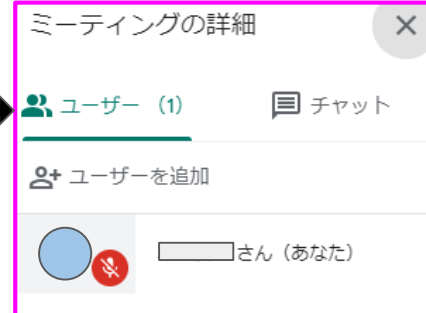 ミーティングの詳細
ユーザー (1)
チャット
ユーザーを追加
さん (あなた)